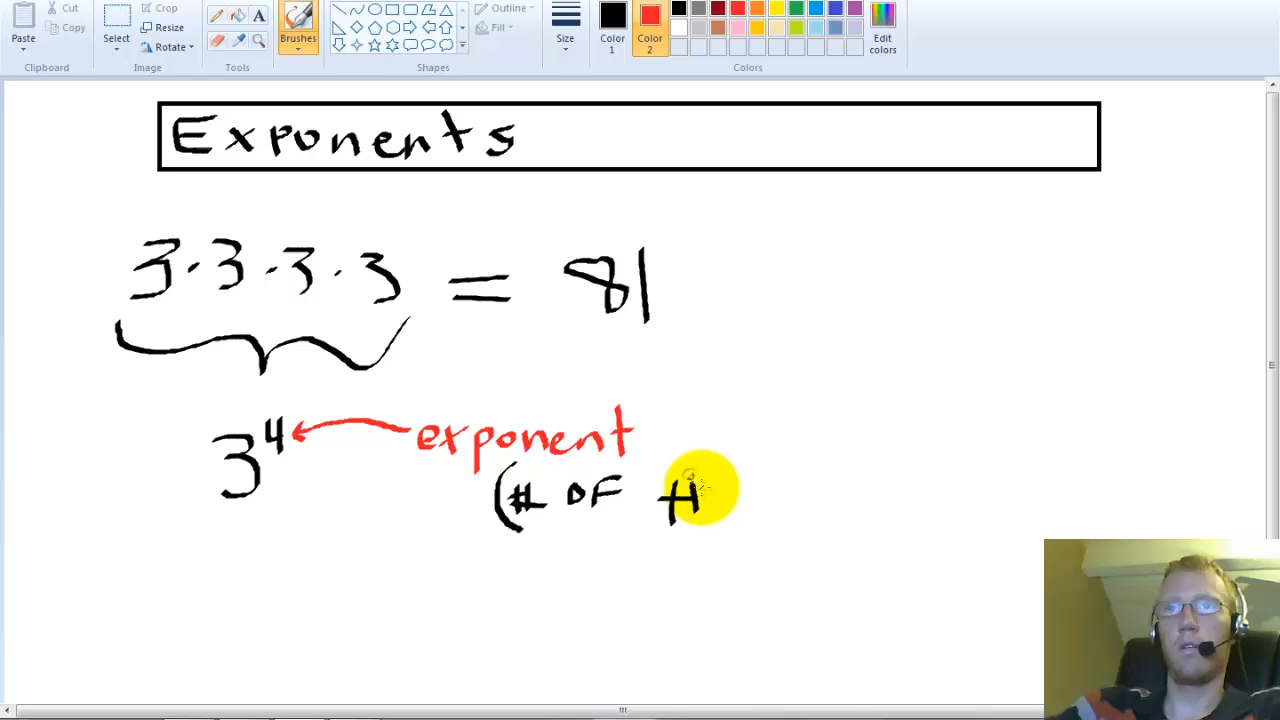 Cut
Copy
Paste
Clipboard
Crop
Resize
Rotate
Select
Image
Tools
Brushes
Outline
Fill
Shapes
Size
Color 1
Color 2
Edit colors
Colors
Exponents
3·3·3·3 = 81
3⁴ exponent
(# OF